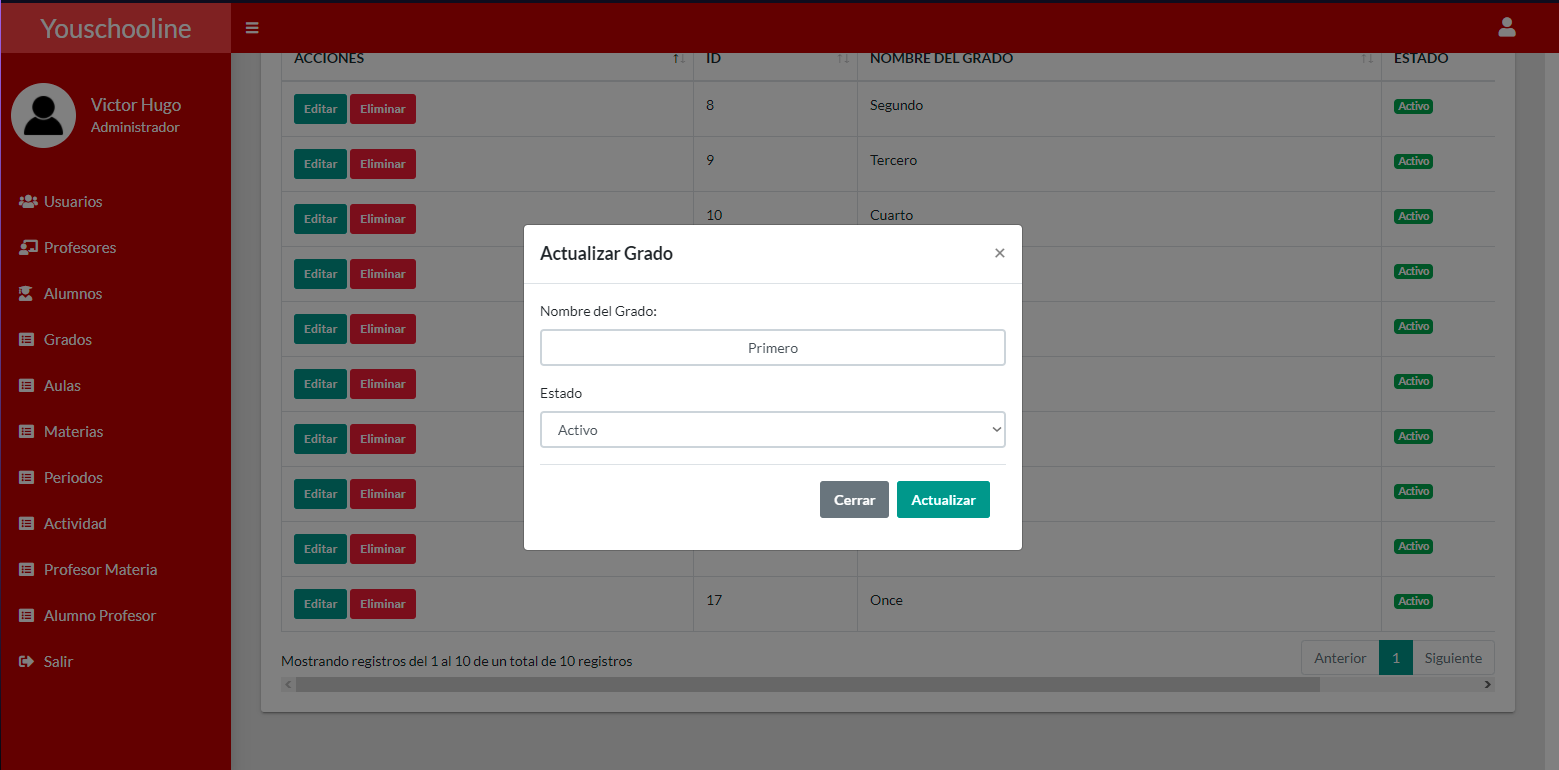 Youschooline
Victor Hugo
Administrador
Usuarios
Profesores
Alumnos
Grados
Aulas
Materias
Periodos
Actividad
Profesor Materia
Alumno Profesor
Salir
ACCIONES ID NOMBRE DEL GRADO ESTADO
Editar Eliminar 8 Segundo Activo
Editar Eliminar 9 Tercero Activo
Editar Eliminar 10 Cuarto Activo
Editar Eliminar Activo
Editar Eliminar Activo
Editar Eliminar Activo
Editar Eliminar Activo
Editar Eliminar Activo
Editar Eliminar Activo
Editar Eliminar 17 Once Activo
Mostrando registros del 1 al 10 de un total de 10 registros
Anterior 1 Siguiente
Actualizar Grado ×
Nombre del Grado:
Primero
Estado
Activo
Cerrar Actualizar